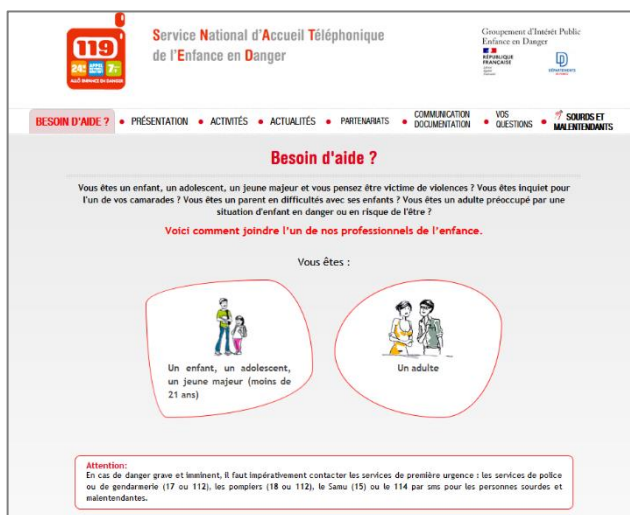 119
24h/ APPEL 7j/
ALLÔ ENFANCE EN DANGER
Service National d'Accueil Téléphonique
de l'Enfance en Danger
Groupement d'Intérêt Public
Enfance en Danger
RÉPUBLIQUE
FRANÇAISE
DÉPARTEMENTS
BESOIN D'AIDE ? • PRÉSENTATION • ACTIVITÉS • ACTUALITÉS • PARTENARIATS • COMMUNICATION DOCUMENTATION • VOS QUESTIONS • SOURDS ET MALENTENDANTS
Besoin d'aide ?
Vous êtes un enfant, un adolescent, un jeune majeur et vous pensez être victime de violences ? Vous êtes inquiet pour
l'un de vos camarades ? Vous êtes un parent en difficultés avec ses enfants ? Vous êtes un adulte préoccupé par une
situation d'enfant en danger ou en risque de l'être ?
Voici comment joindre l'un de nos professionnels de l'enfance.
Vous êtes :
Un enfant, un adolescent,
un jeune majeur (moins de
21 ans)
Un adulte
Attention:
En cas de danger grave et imminent, il faut impérativement contacter les services de première urgence : les services de police
ou de gendarmerie (17 ou 112), les pompiers (18 ou 112), le Samu (15) ou le 114 par sms pour les personnes sourdes et
malentendantes.